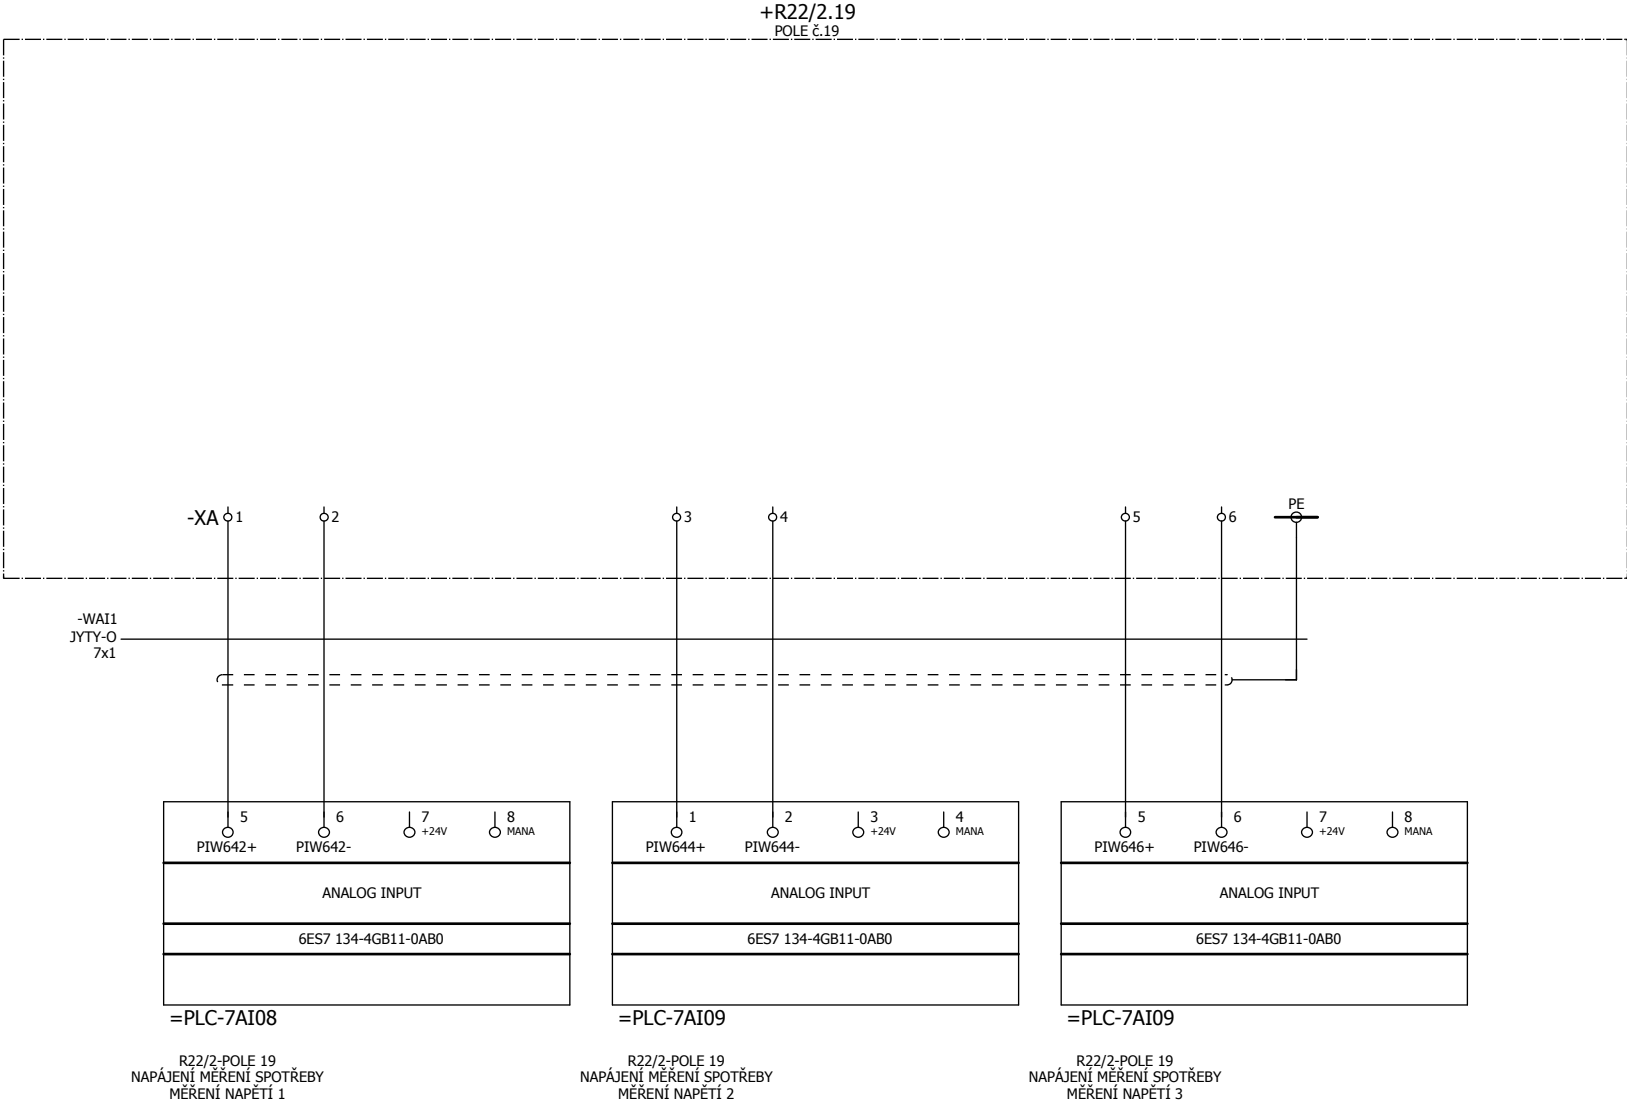 +R22/2.19
POLE č.19
-XA 1 2 3 4 5 6 PE
-WAI1
JYTY-O
7x1
5 6 7 +24V 8 MANA
PIW642+ PIW642-
ANALOG INPUT
6ES7 134-4GB11-0AB0
=PLC-7AI08
R22/2-POLE 19
NAPÁJENÍ MĚŘENÍ SPOTŘEBY
MĚŘENÍ NAPĚTÍ 1
1 2 3 +24V 4 MANA
PIW644+ PIW644-
ANALOG INPUT
6ES7 134-4GB11-0AB0
=PLC-7AI09
R22/2-POLE 19
NAPÁJENÍ MĚŘENÍ SPOTŘEBY
MĚŘENÍ NAPĚTÍ 2
5 6 7 +24V 8 MANA
PIW646+ PIW646-
ANALOG INPUT
6ES7 134-4GB11-0AB0
=PLC-7AI09
R22/2-POLE 19
NAPÁJENÍ MĚŘENÍ SPOTŘEBY
MĚŘENÍ NAPĚTÍ 3